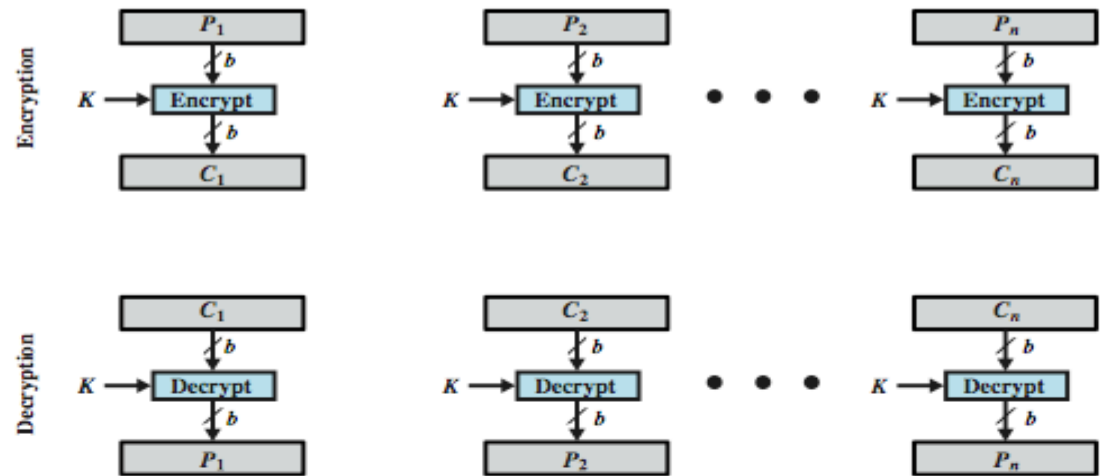 Encryption
P1 P2 Pn
b b b
K Encrypt K Encrypt K Encrypt
b b b
C1 C2 Cn
Decryption
C1 C2 Cn
b b b
K Decrypt K Decrypt K Decrypt
b b b
P1 P2 Pn